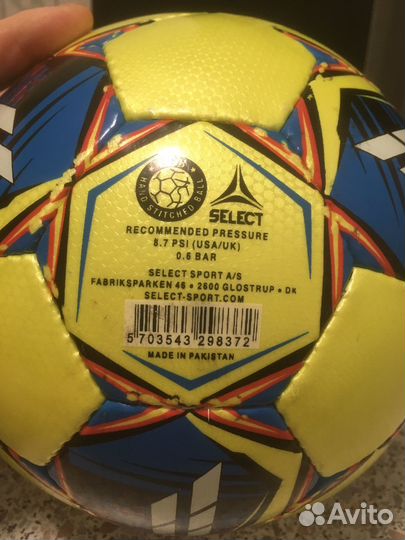 HAND STITCHED BALL
SELECT
RECOMMENDED PRESSURE
8.7 PSI (USA/UK)
0.6 BAR
SELECT SPORT A/S
FABRIKSPARKEN 46 • 2600 GLOSTRUP • DK
SELECT-SPORT.COM
5 703543 298372
MADE IN PAKISTAN
Avito